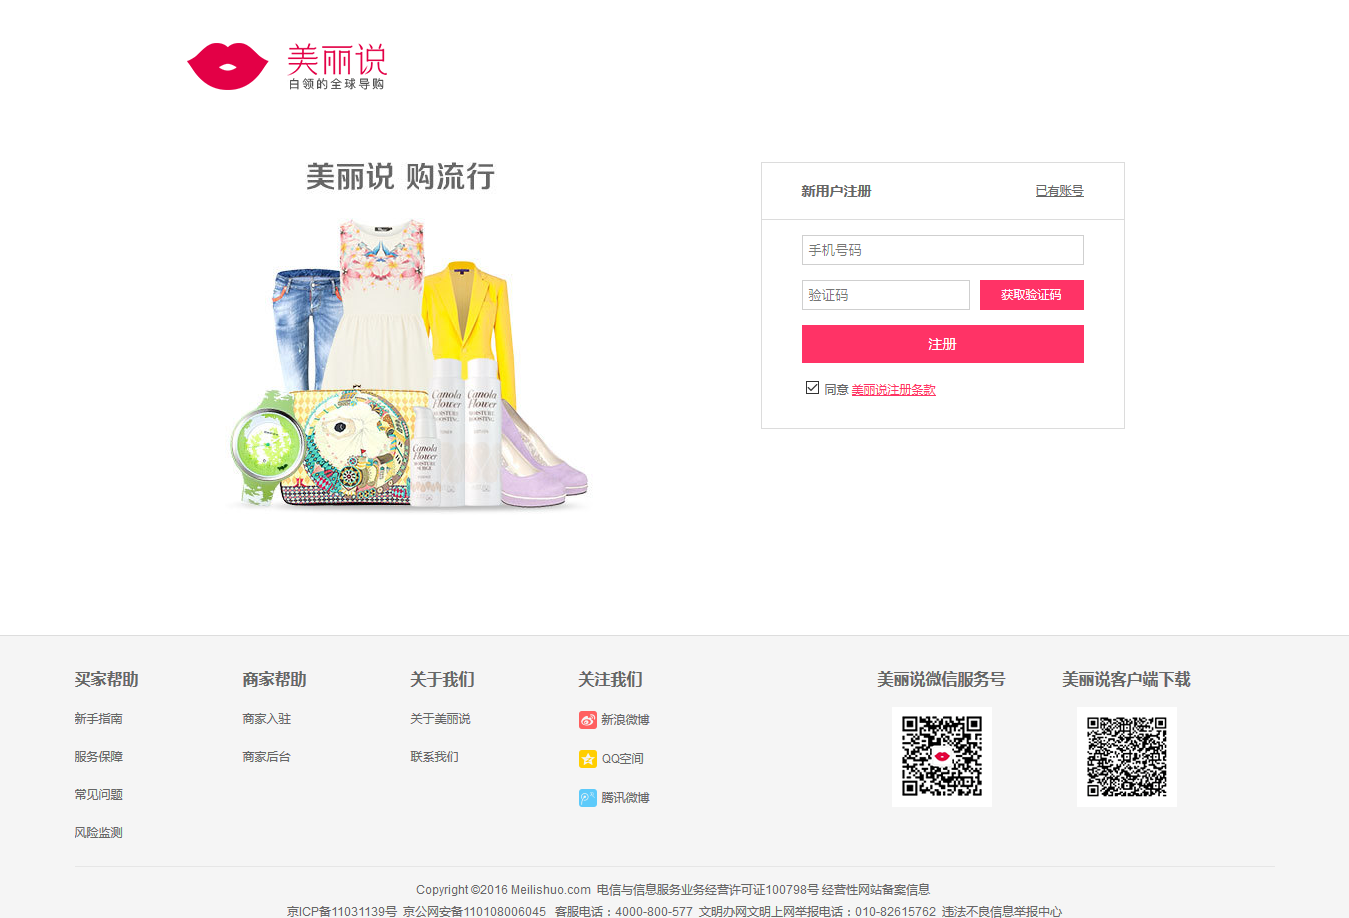 美丽说
白领的全球导购
美丽说 购流行
新用户注册 已有账号
手机号码
验证码 获取验证码
注册
同意 美丽说注册条款
Canola Flower MOISTURE BOOSTING
Canola Flower MOISTURE BOOSTING
Canola Flower MOISTURE
买家帮助 商家帮助 关于我们 关注我们 美丽说微信服务号 美丽说客户端下载
新手指南 商家入驻 关于美丽说 新浪微博
服务保障 商家后台 联系我们 QQ空间
常见问题 腾讯微博
风险监测
Copyright ©2016 Meilishuo.com 电信与信息服务业务经营许可证100798号 经营性网站备案信息
京ICP备11031139号 京公网安备110108006045 客服电话：4000-800-577 文明办网文明上网举报电话：010-82615762 违法不良信息举报中心